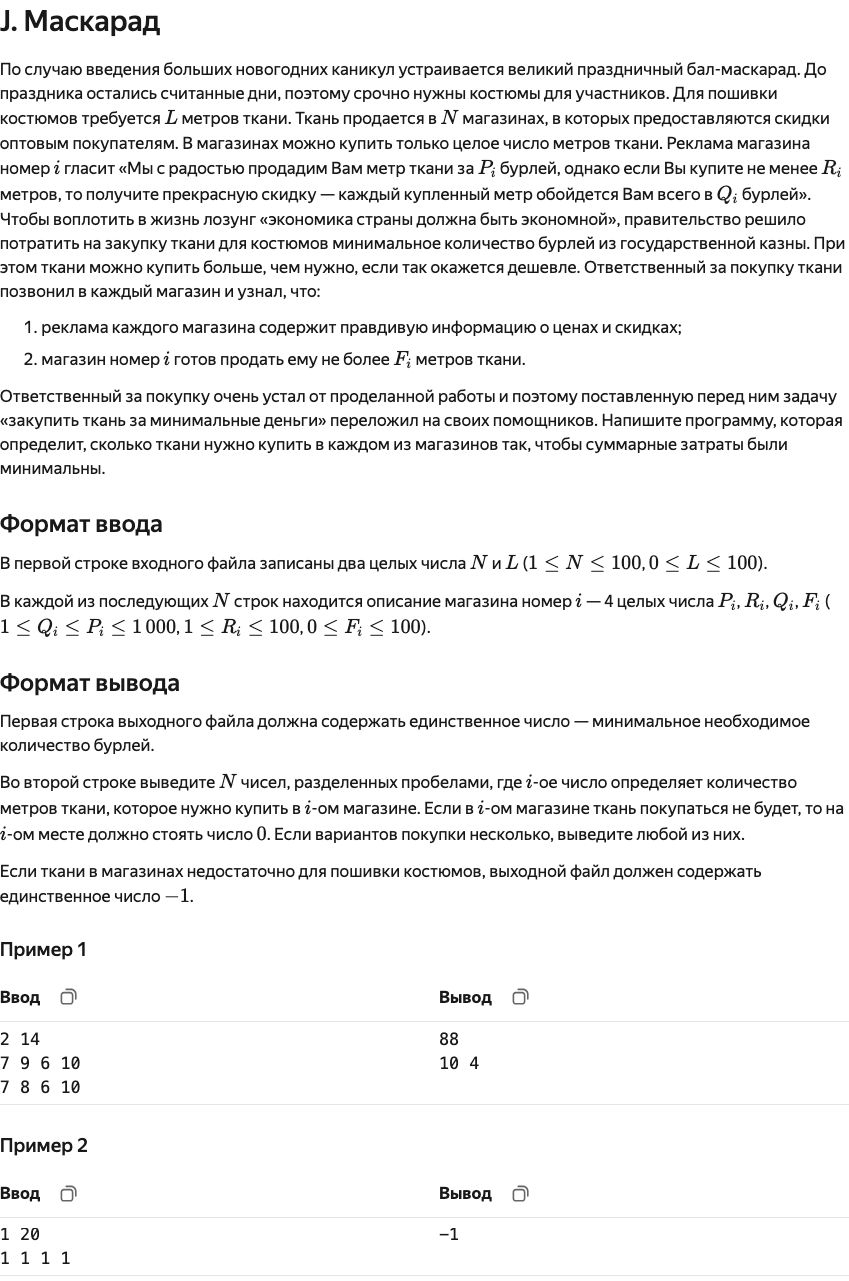 J. Маскарад
По случаю введения больших новогодних каникул устраивается великий праздничный бал-маскарад. До
праздника остались считанные дни, поэтому срочно нужны костюмы для участников. Для пошивки
костюмов требуется L метров ткани. Ткань продается в N магазинах, в которых предоставляются скидки
оптовым покупателям. В магазинах можно купить только целое число метров ткани. Реклама магазина
номер i гласит «Мы с радостью продадим Вам метр ткани за P_i бурлей, однако если Вы купите не менее R_i
метров, то получите прекрасную скидку — каждый купленный метр обойдется Вам всего в Q_i бурлей».
Чтобы воплотить в жизнь лозунг «экономика страны должна быть экономной», правительство решило
потратить на закупку ткани для костюмов минимальное количество бурлей из государственной казны. При
этом ткани можно купить больше, чем нужно, если так окажется дешевле. Ответственный за покупку ткани
позвонил в каждый магазин и узнал, что:
1. реклама каждого магазина содержит правдивую информацию о ценах и скидках;
2. магазин номер i готов продать ему не более F_i метров ткани.
Ответственный за покупку очень устал от проделанной работы и поэтому поставленную перед ним задачу
«закупить ткань за минимальные деньги» переложил на своих помощников. Напишите программу, которая
определит, сколько ткани нужно купить в каждом из магазинов так, чтобы суммарные затраты были
минимальны.
Формат ввода
В первой строке входного файла записаны два целых числа N и L (1 ≤ N ≤ 100, 0 ≤ L ≤ 100).
В каждой из последующих N строк находится описание магазина номер i — 4 целых числа P_i, R_i, Q_i, F_i (
1 ≤ Q_i ≤ P_i ≤ 1 000, 1 ≤ R_i ≤ 100, 0 ≤ F_i ≤ 100).
Формат вывода
Первая строка выходного файла должна содержать единственное число — минимальное необходимое
количество бурлей.
Во второй строке выведите N чисел, разделенных пробелами, где i-ое число определяет количество
метров ткани, которое нужно купить в i-ом магазине. Если в i-ом магазине ткань покупаться не будет, то на
i-ом месте должно стоять число 0. Если вариантов покупки несколько, выведите любой из них.
Если ткани в магазинах недостаточно для пошивки костюмов, выходной файл должен содержать
единственное число −1.
Пример 1
Ввод Вывод
2 14 88
7 9 6 10 10 4
7 8 6 10
Пример 2
Ввод Вывод
1 20 -1
1 1 1 1